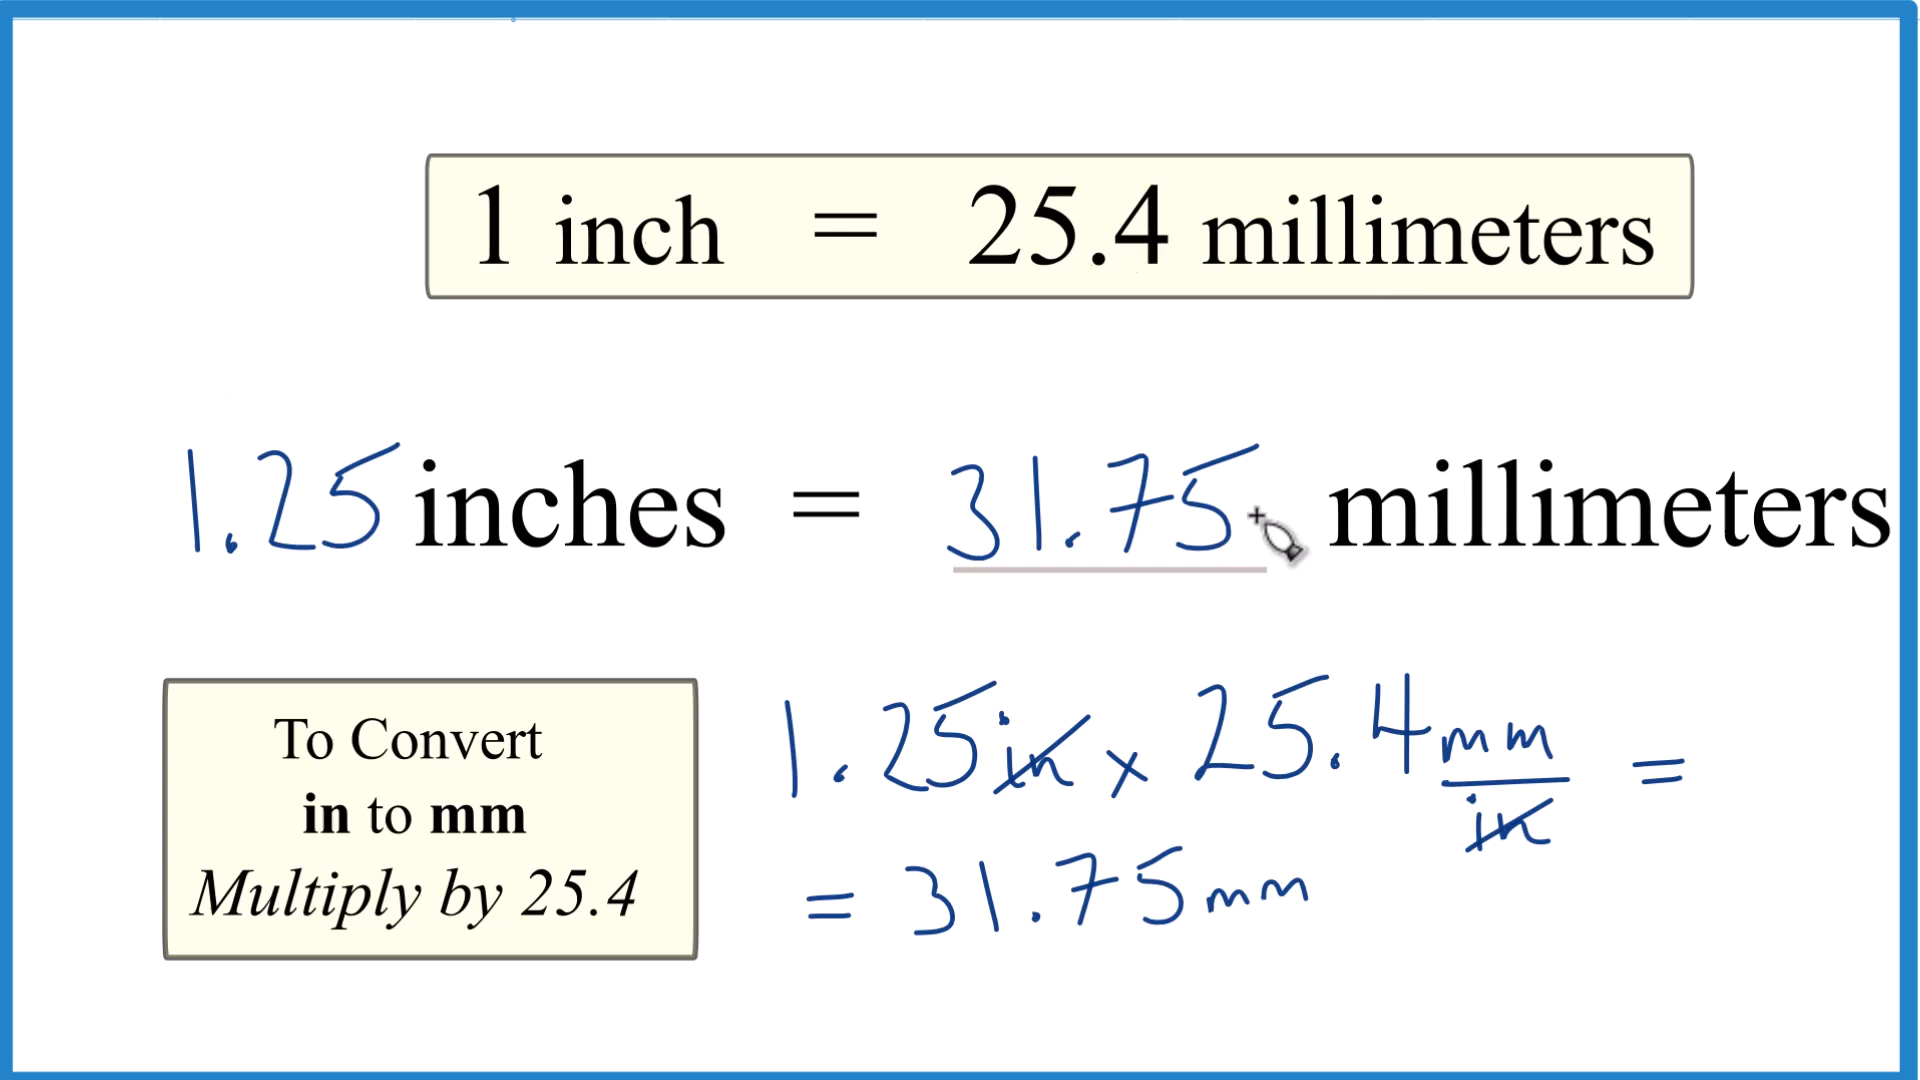 1 inch = 25.4 millimeters
1.25 inches = 31.75 millimeters
To Convert
in to mm
Multiply by 25.4
1.25 in x 25.4 mm/in =
= 31.75 mm